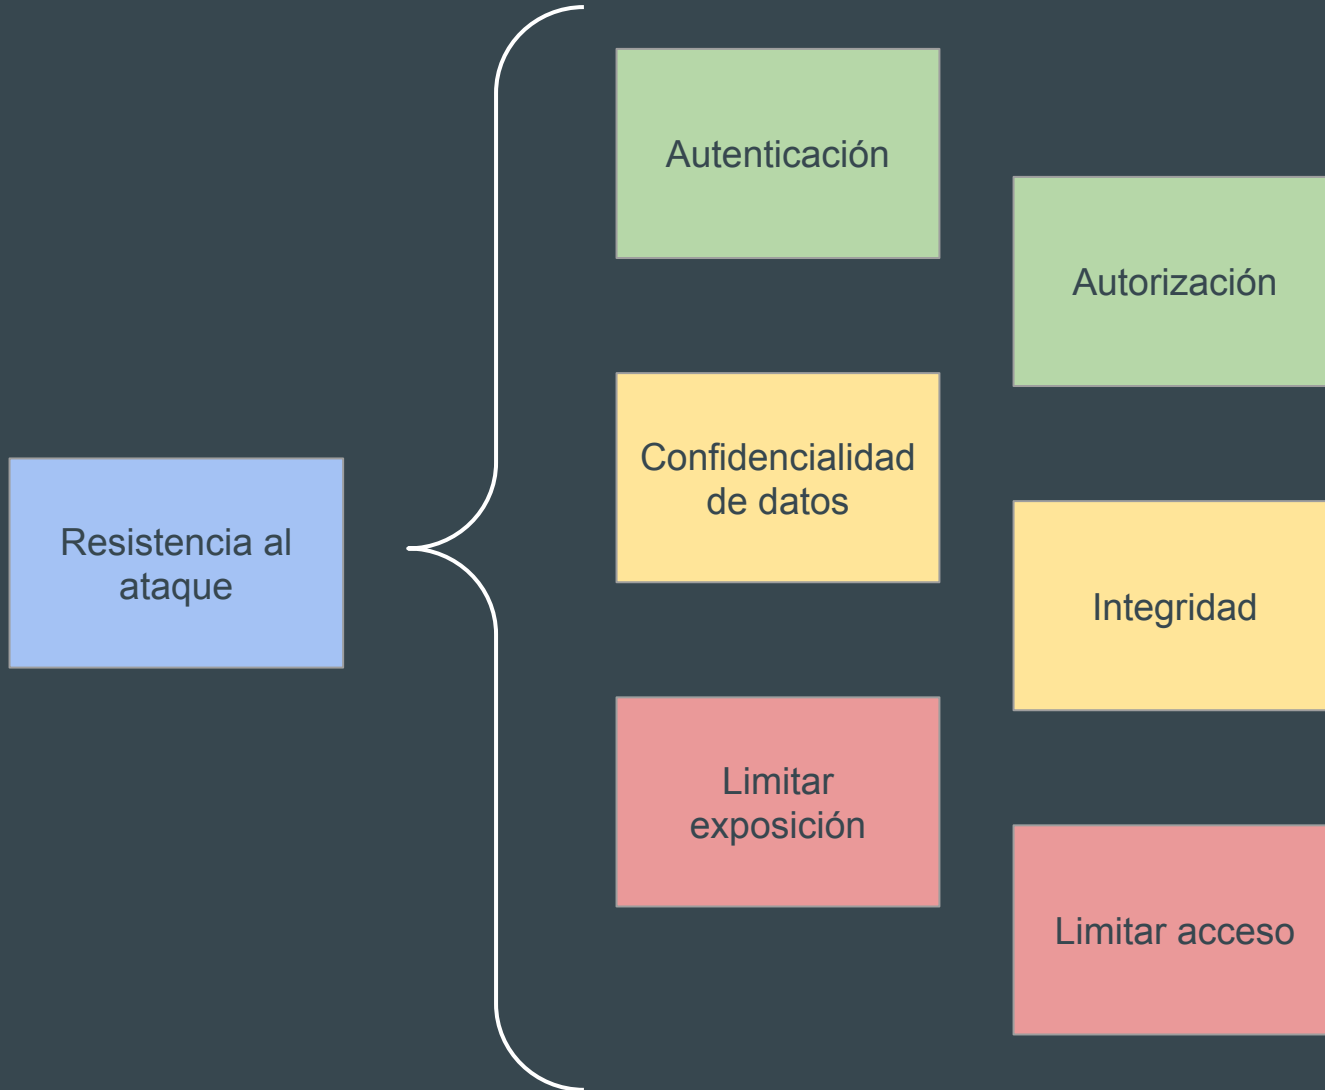 Resistencia al
ataque
Autenticación
Autorización
Confidencialidad
de datos
Integridad
Limitar
exposición
Limitar acceso